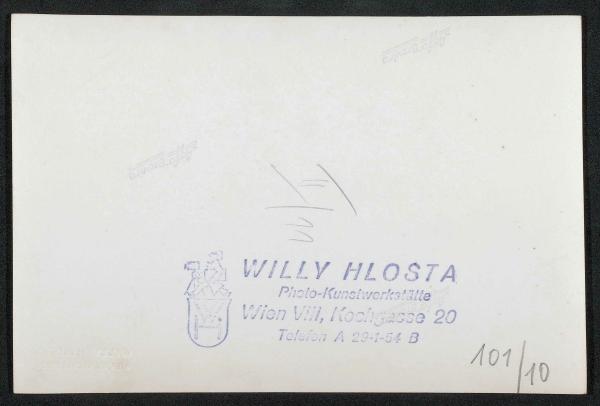 WILLY HLOSTA
Photo-Kunstwerkstätte
Wien VIII, Kochgasse 20
Telefon A 29-1-54 B
101/10